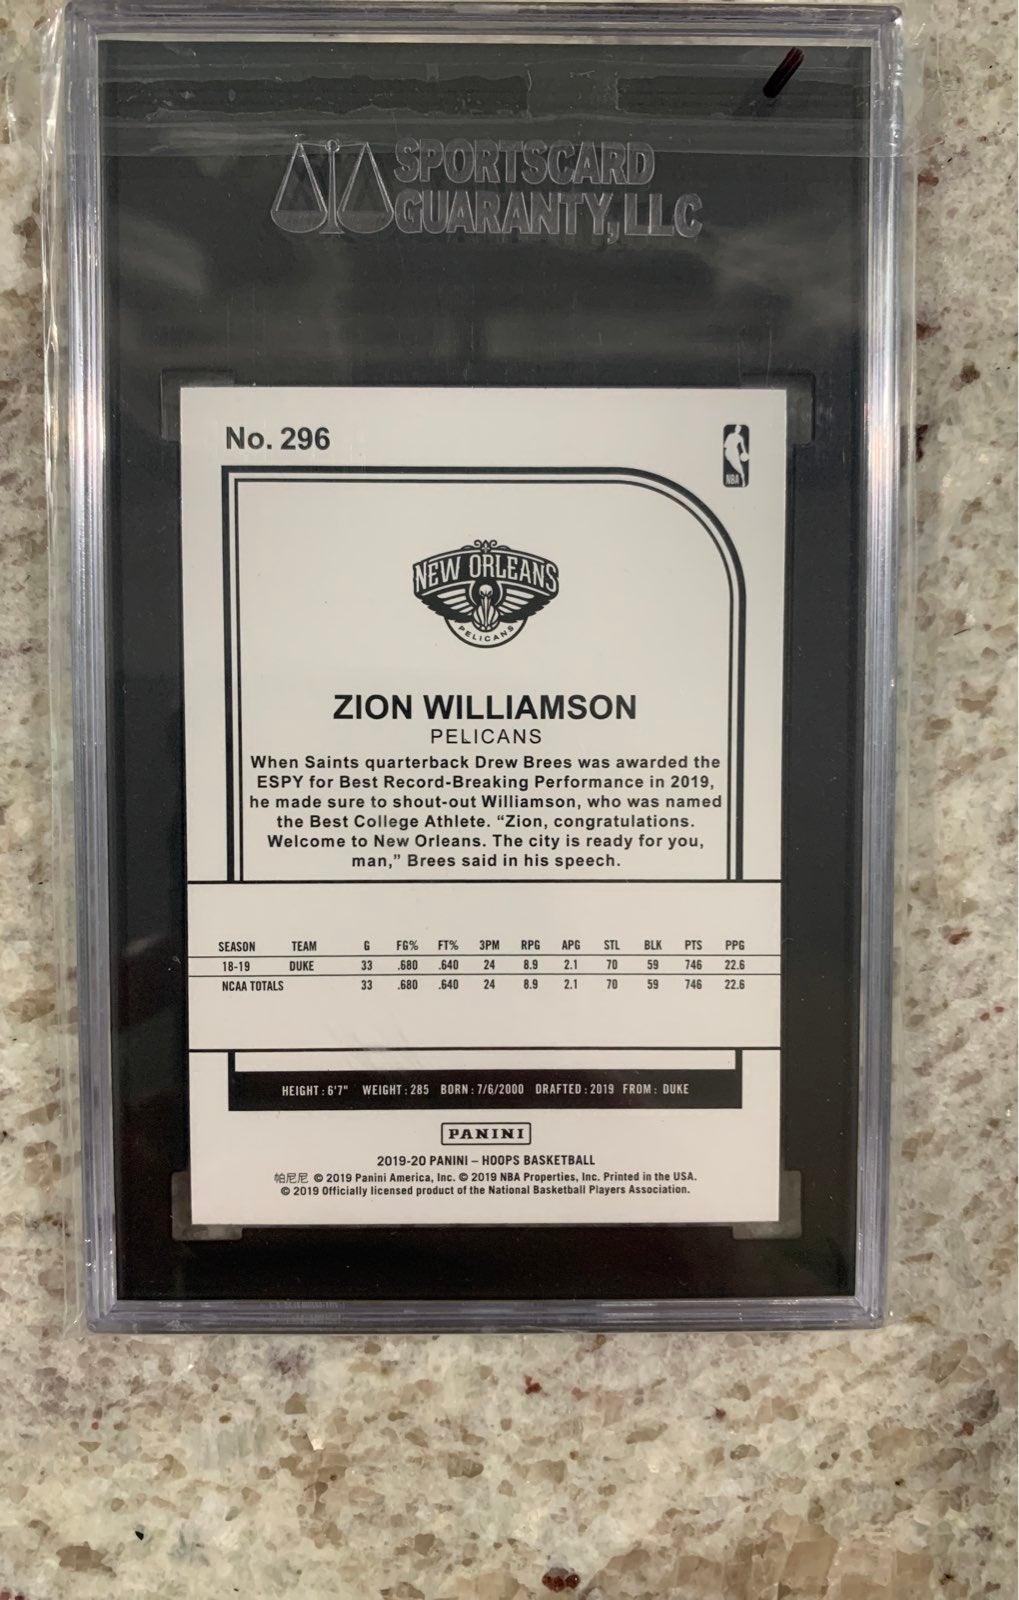 SPORTSCARD
GUARANTY, LLC
No. 296
NBA
NEW ORLEANS
PELICANS
ZION WILLIAMSON
PELICANS
When Saints quarterback Drew Brees was awarded the
ESPY for Best Record-Breaking Performance in 2019,
he made sure to shout-out Williamson, who was named
the Best College Athlete. “Zion, congratulations.
Welcome to New Orleans. The city is ready for you,
man,” Brees said in his speech.
SEASON TEAM G FG% FT% 3PM RPG APG STL BLK PTS PPG
18-19 DUKE 33 .680 .640 24 8.9 2.1 70 59 746 22.6
NCAA TOTALS 33 .680 .640 24 8.9 2.1 70 59 746 22.6
HEIGHT: 6'7" WEIGHT: 285 BORN: 7/6/2000 DRAFTED: 2019 FROM: DUKE
PANINI
2019-20 PANINI – HOOPS BASKETBALL
帕尼尼 © 2019 Panini America, Inc. © 2019 NBA Properties, Inc. Printed in the USA.
© 2019 Officially licensed product of the National Basketball Players Association.